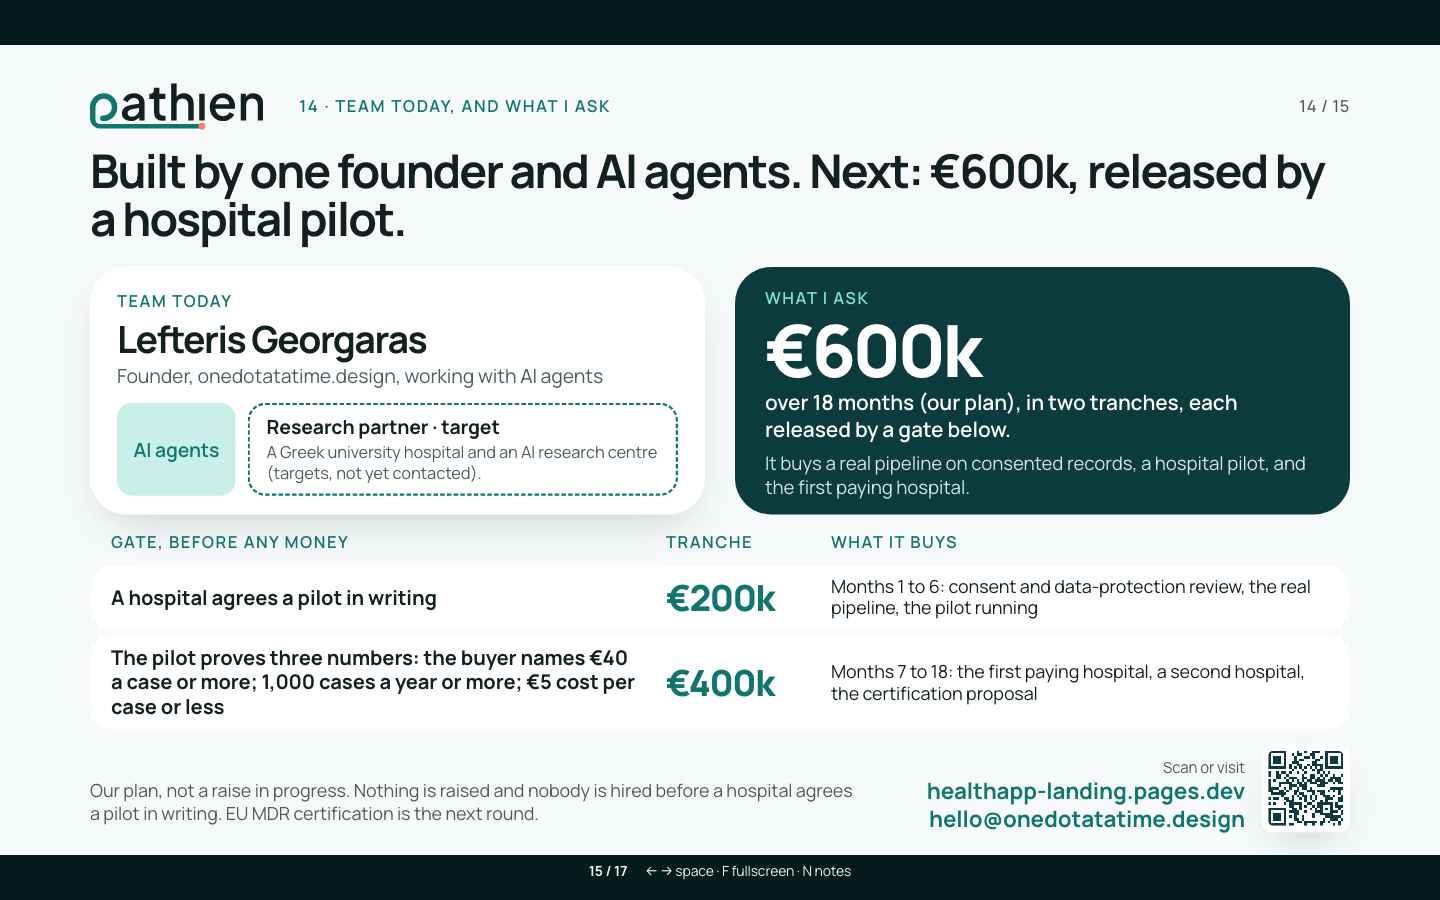 pathien
14 · TEAM TODAY, AND WHAT I ASK
14 / 15
Built by one founder and AI agents. Next: €600k, released by
a hospital pilot.
TEAM TODAY
Lefteris Georgaras
Founder, onedotatatime.design, working with AI agents
AI agents
Research partner · target
A Greek university hospital and an AI research centre
(targets, not yet contacted).
WHAT I ASK
€600k
over 18 months (our plan), in two tranches, each
released by a gate below.
It buys a real pipeline on consented records, a hospital pilot, and
the first paying hospital.
GATE, BEFORE ANY MONEY
TRANCHE
WHAT IT BUYS
A hospital agrees a pilot in writing
€200k
Months 1 to 6: consent and data-protection review, the real
pipeline, the pilot running
The pilot proves three numbers: the buyer names €40
a case or more; 1,000 cases a year or more; €5 cost per
case or less
€400k
Months 7 to 18: the first paying hospital, a second hospital,
the certification proposal
Our plan, not a raise in progress. Nothing is raised and nobody is hired before a hospital agrees
a pilot in writing. EU MDR certification is the next round.
Scan or visit
healthapp-landing.pages.dev
hello@onedotatatime.design
15 / 17 ← → space · F fullscreen · N notes